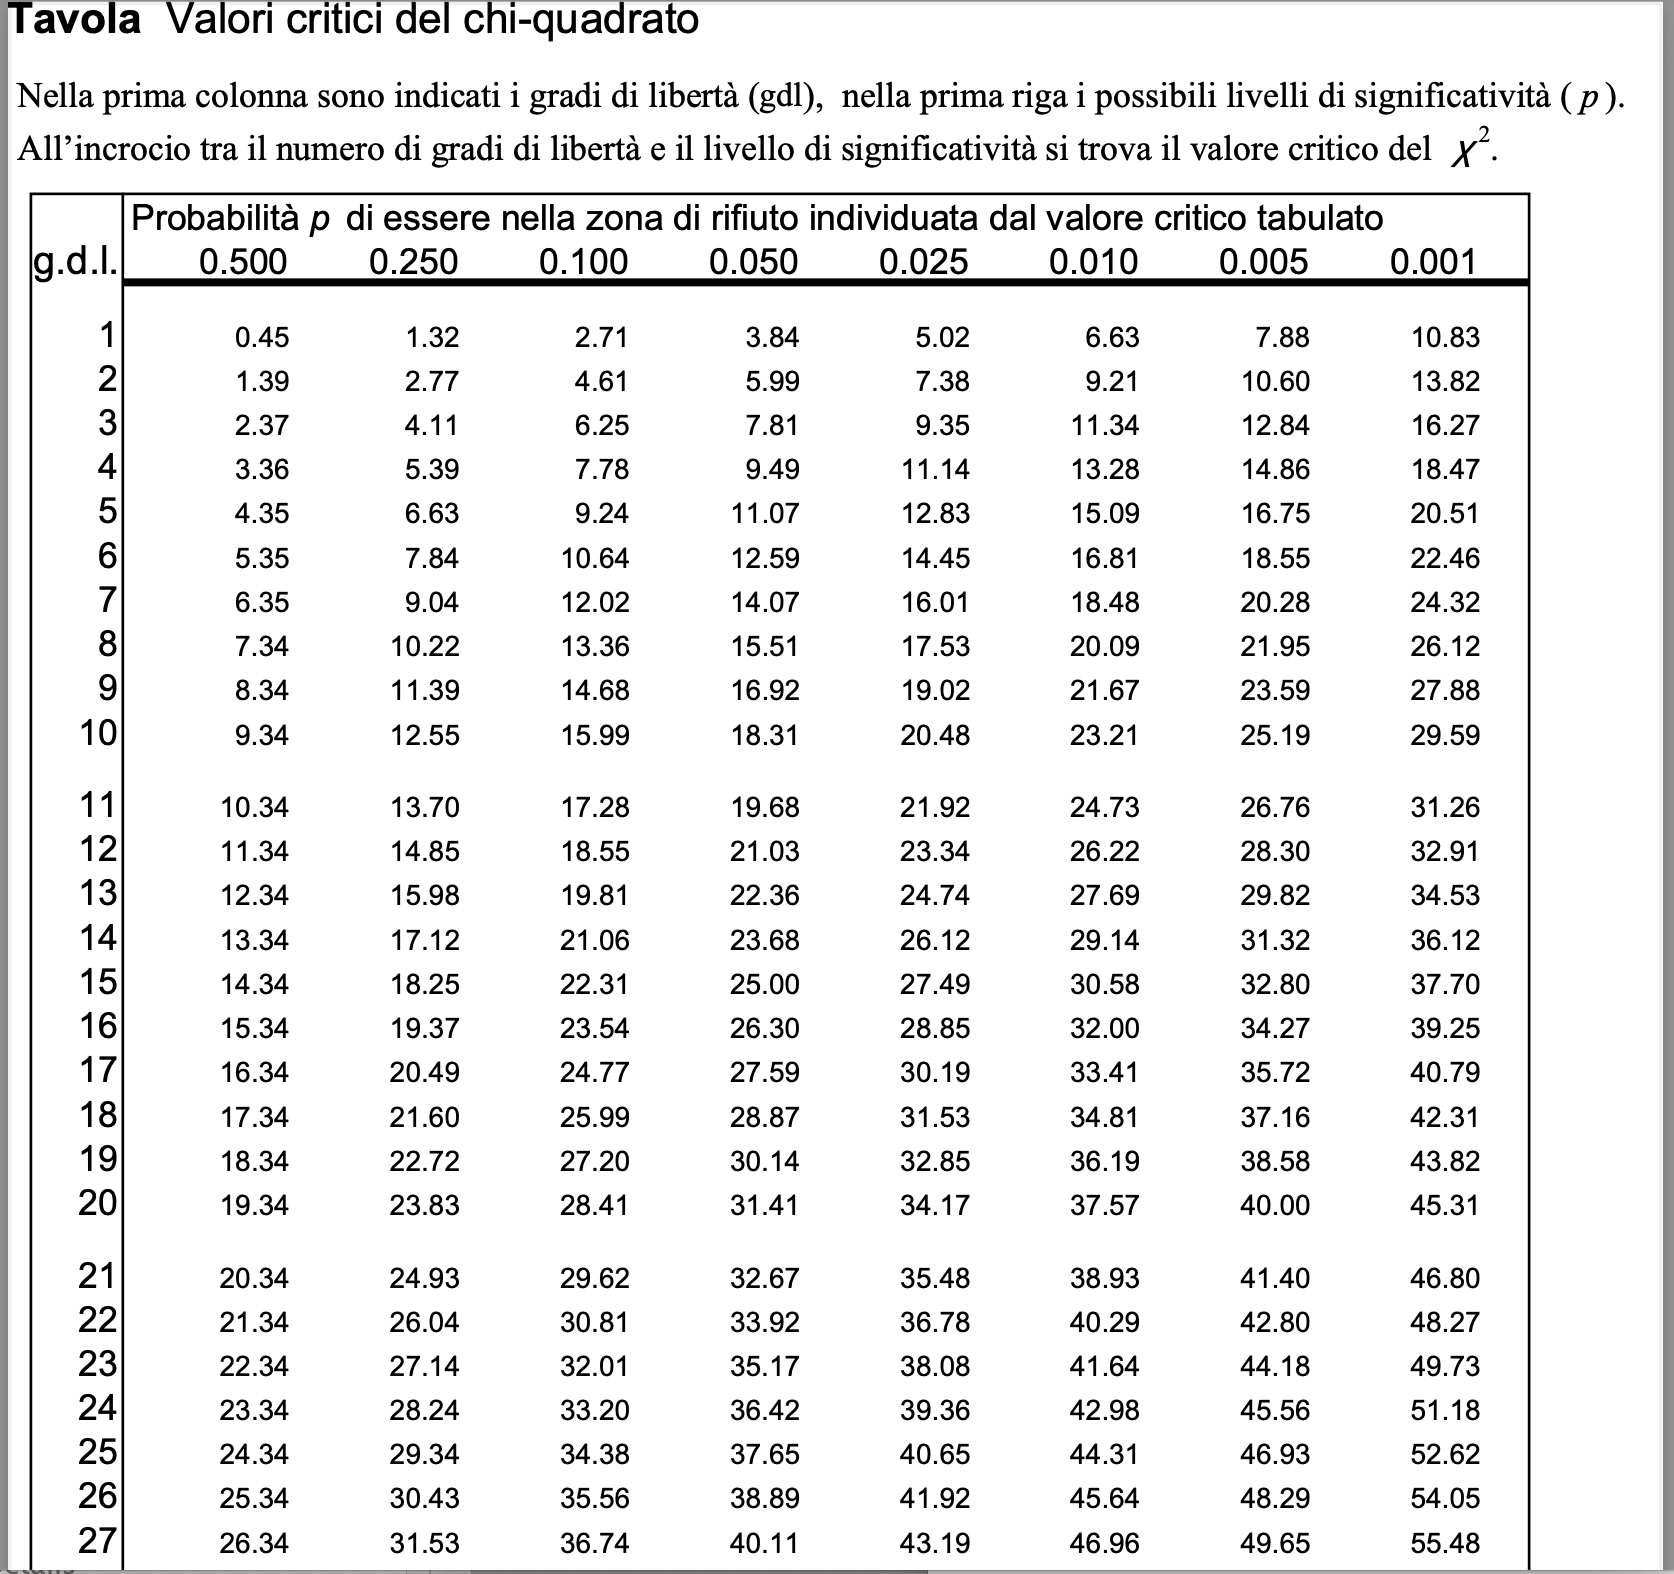 Tavola Valori critici del chi-quadrato
Nella prima colonna sono indicati i gradi di libertà (gdl), nella prima riga i possibili livelli di significatività ( p ).
All’incrocio tra il numero di gradi di libertà e il livello di significatività si trova il valore critico del χ².
Probabilità p di essere nella zona di rifiuto individuata dal valore critico tabulato
g.d.l. 0.500 0.250 0.100 0.050 0.025 0.010 0.005 0.001
1 0.45 1.32 2.71 3.84 5.02 6.63 7.88 10.83
2 1.39 2.77 4.61 5.99 7.38 9.21 10.60 13.82
3 2.37 4.11 6.25 7.81 9.35 11.34 12.84 16.27
4 3.36 5.39 7.78 9.49 11.14 13.28 14.86 18.47
5 4.35 6.63 9.24 11.07 12.83 15.09 16.75 20.51
6 5.35 7.84 10.64 12.59 14.45 16.81 18.55 22.46
7 6.35 9.04 12.02 14.07 16.01 18.48 20.28 24.32
8 7.34 10.22 13.36 15.51 17.53 20.09 21.95 26.12
9 8.34 11.39 14.68 16.92 19.02 21.67 23.59 27.88
10 9.34 12.55 15.99 18.31 20.48 23.21 25.19 29.59
11 10.34 13.70 17.28 19.68 21.92 24.73 26.76 31.26
12 11.34 14.85 18.55 21.03 23.34 26.22 28.30 32.91
13 12.34 15.98 19.81 22.36 24.74 27.69 29.82 34.53
14 13.34 17.12 21.06 23.68 26.12 29.14 31.32 36.12
15 14.34 18.25 22.31 25.00 27.49 30.58 32.80 37.70
16 15.34 19.37 23.54 26.30 28.85 32.00 34.27 39.25
17 16.34 20.49 24.77 27.59 30.19 33.41 35.72 40.79
18 17.34 21.60 25.99 28.87 31.53 34.81 37.16 42.31
19 18.34 22.72 27.20 30.14 32.85 36.19 38.58 43.82
20 19.34 23.83 28.41 31.41 34.17 37.57 40.00 45.31
21 20.34 24.93 29.62 32.67 35.48 38.93 41.40 46.80
22 21.34 26.04 30.81 33.92 36.78 40.29 42.80 48.27
23 22.34 27.14 32.01 35.17 38.08 41.64 44.18 49.73
24 23.34 28.24 33.20 36.42 39.36 42.98 45.56 51.18
25 24.34 29.34 34.38 37.65 40.65 44.31 46.93 52.62
26 25.34 30.43 35.56 38.89 41.92 45.64 48.29 54.05
27 26.34 31.53 36.74 40.11 43.19 46.96 49.65 55.48